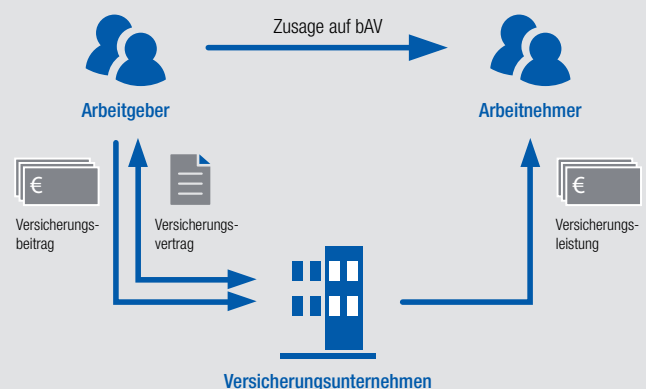 Zusage auf bAV
Arbeitgeber
Arbeitnehmer
€
Versicherungs-
beitrag
Versicherungs-
vertrag
€
Versicherungs-
leistung
Versicherungsunternehmen